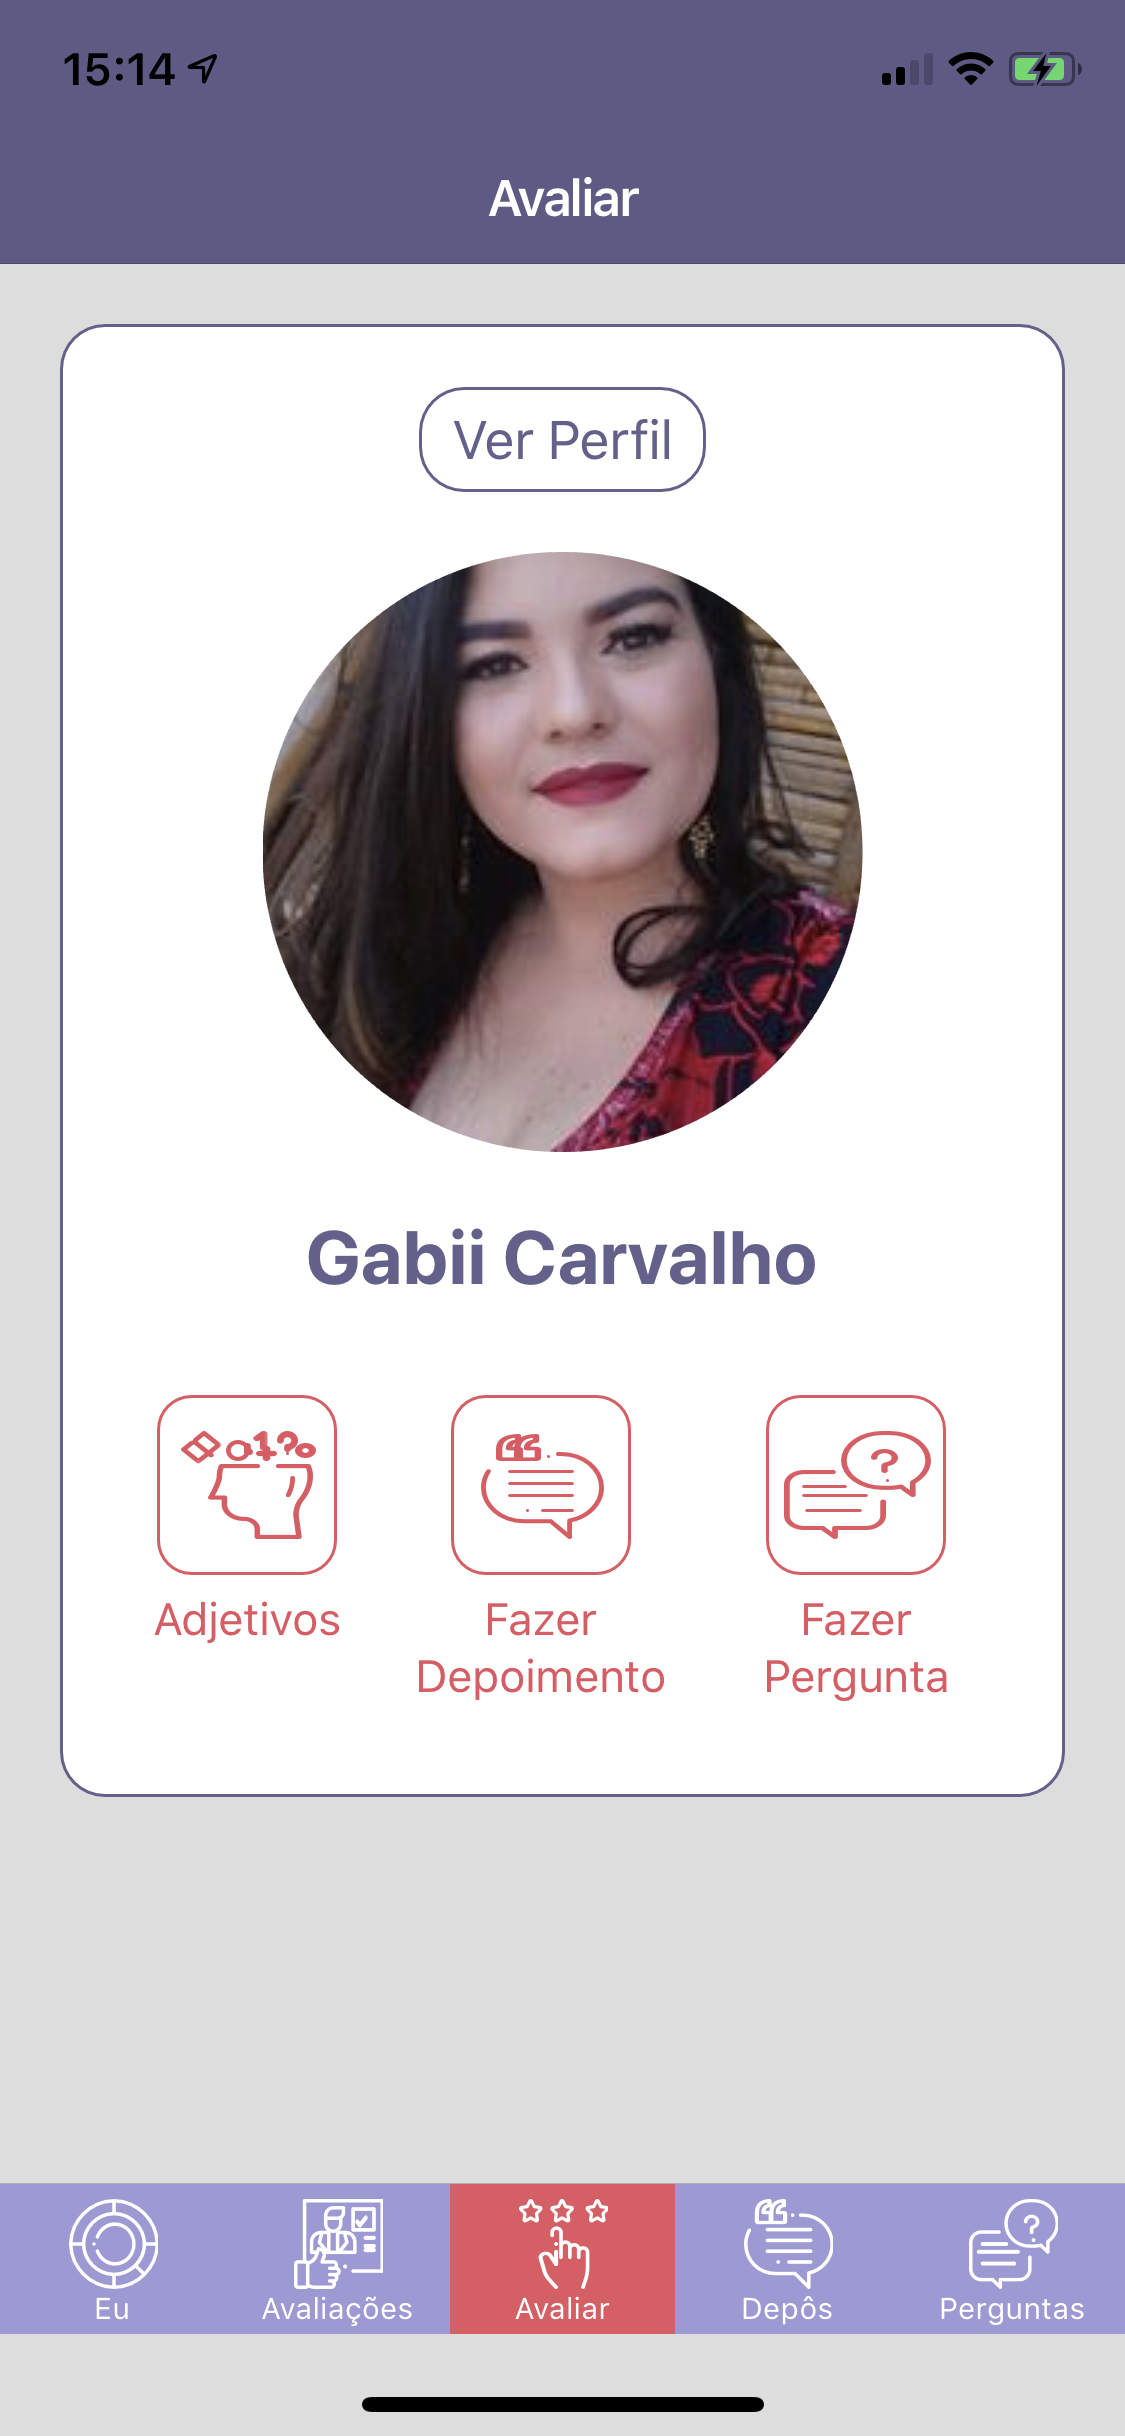 15:14
Avaliar
Ver Perfil
Gabii Carvalho
Adjetivos
Fazer
Depoimento
Fazer
Pergunta
Eu
Avaliações
Avaliar
Depôs
Perguntas